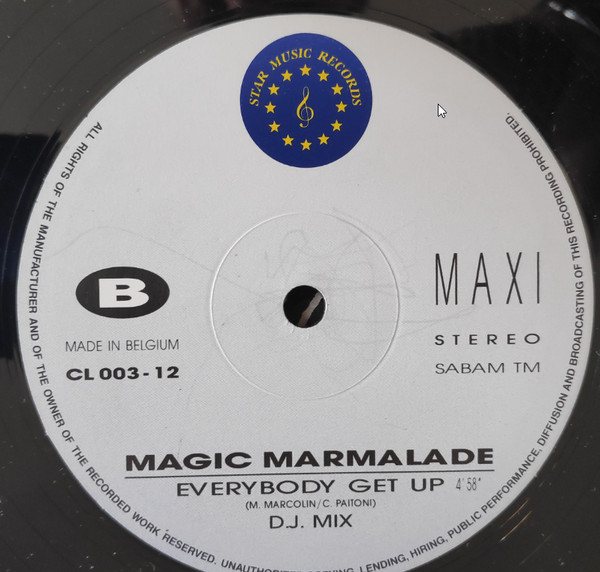 STAR MUSIC RECORDS
B
MADE IN BELGIUM
CL 003-12
MAXI
STEREO
SABAM TM
MAGIC MARMALADE
EVERYBODY GET UP 4'58"
(M. MARCOLIN/C. PAITONI)
D.J. MIX
ALL RIGHTS OF THE MANUFACTURER AND OF THE OWNER OF THE RECORDED WORK RESERVED. LENDING, HIRING, PUBLIC PERFORMANCE, DIFFUSION AND BROADCASTING OF THIS RECORDING PROHIBITED.